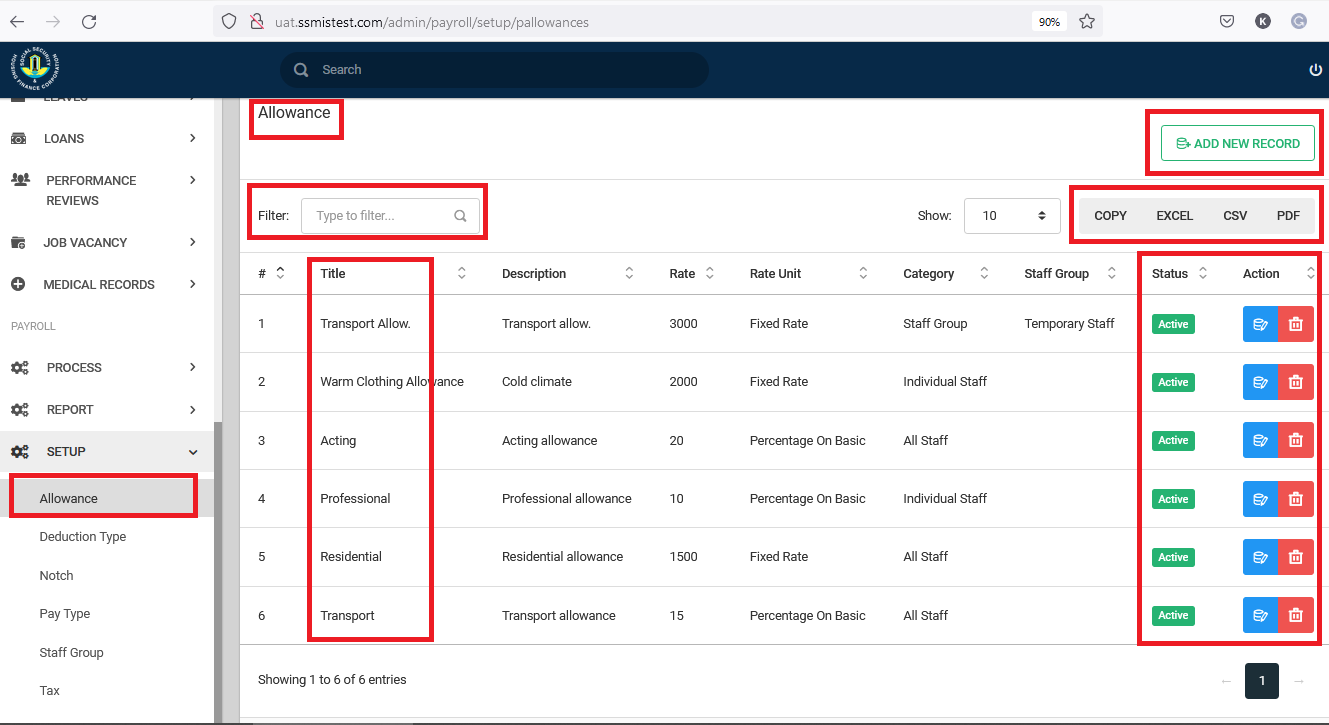 uat.ssmistest.com/admin/payroll/setup/pallowances 90% K G
SOCIAL SECURITY & HOUSING FINANCE CORPORATION
Search
LEAVES
LOANS
PERFORMANCE
REVIEWS
JOB VACANCY
MEDICAL RECORDS
PAYROLL
PROCESS
REPORT
SETUP
Allowance
Deduction Type
Notch
Pay Type
Staff Group
Tax
Allowance
ADD NEW RECORD
Filter: Type to filter... Show: 10 COPY EXCEL CSV PDF
# Title Description Rate Rate Unit Category Staff Group Status Action
1 Transport Allow. Transport allow. 3000 Fixed Rate Staff Group Temporary Staff Active
2 Warm Clothing Allowance Cold climate 2000 Fixed Rate Individual Staff Active
3 Acting Acting allowance 20 Percentage On Basic All Staff Active
4 Professional Professional allowance 10 Percentage On Basic Individual Staff Active
5 Residential Residential allowance 1500 Fixed Rate All Staff Active
6 Transport Transport allowance 15 Percentage On Basic All Staff Active
Showing 1 to 6 of 6 entries ← 1 →